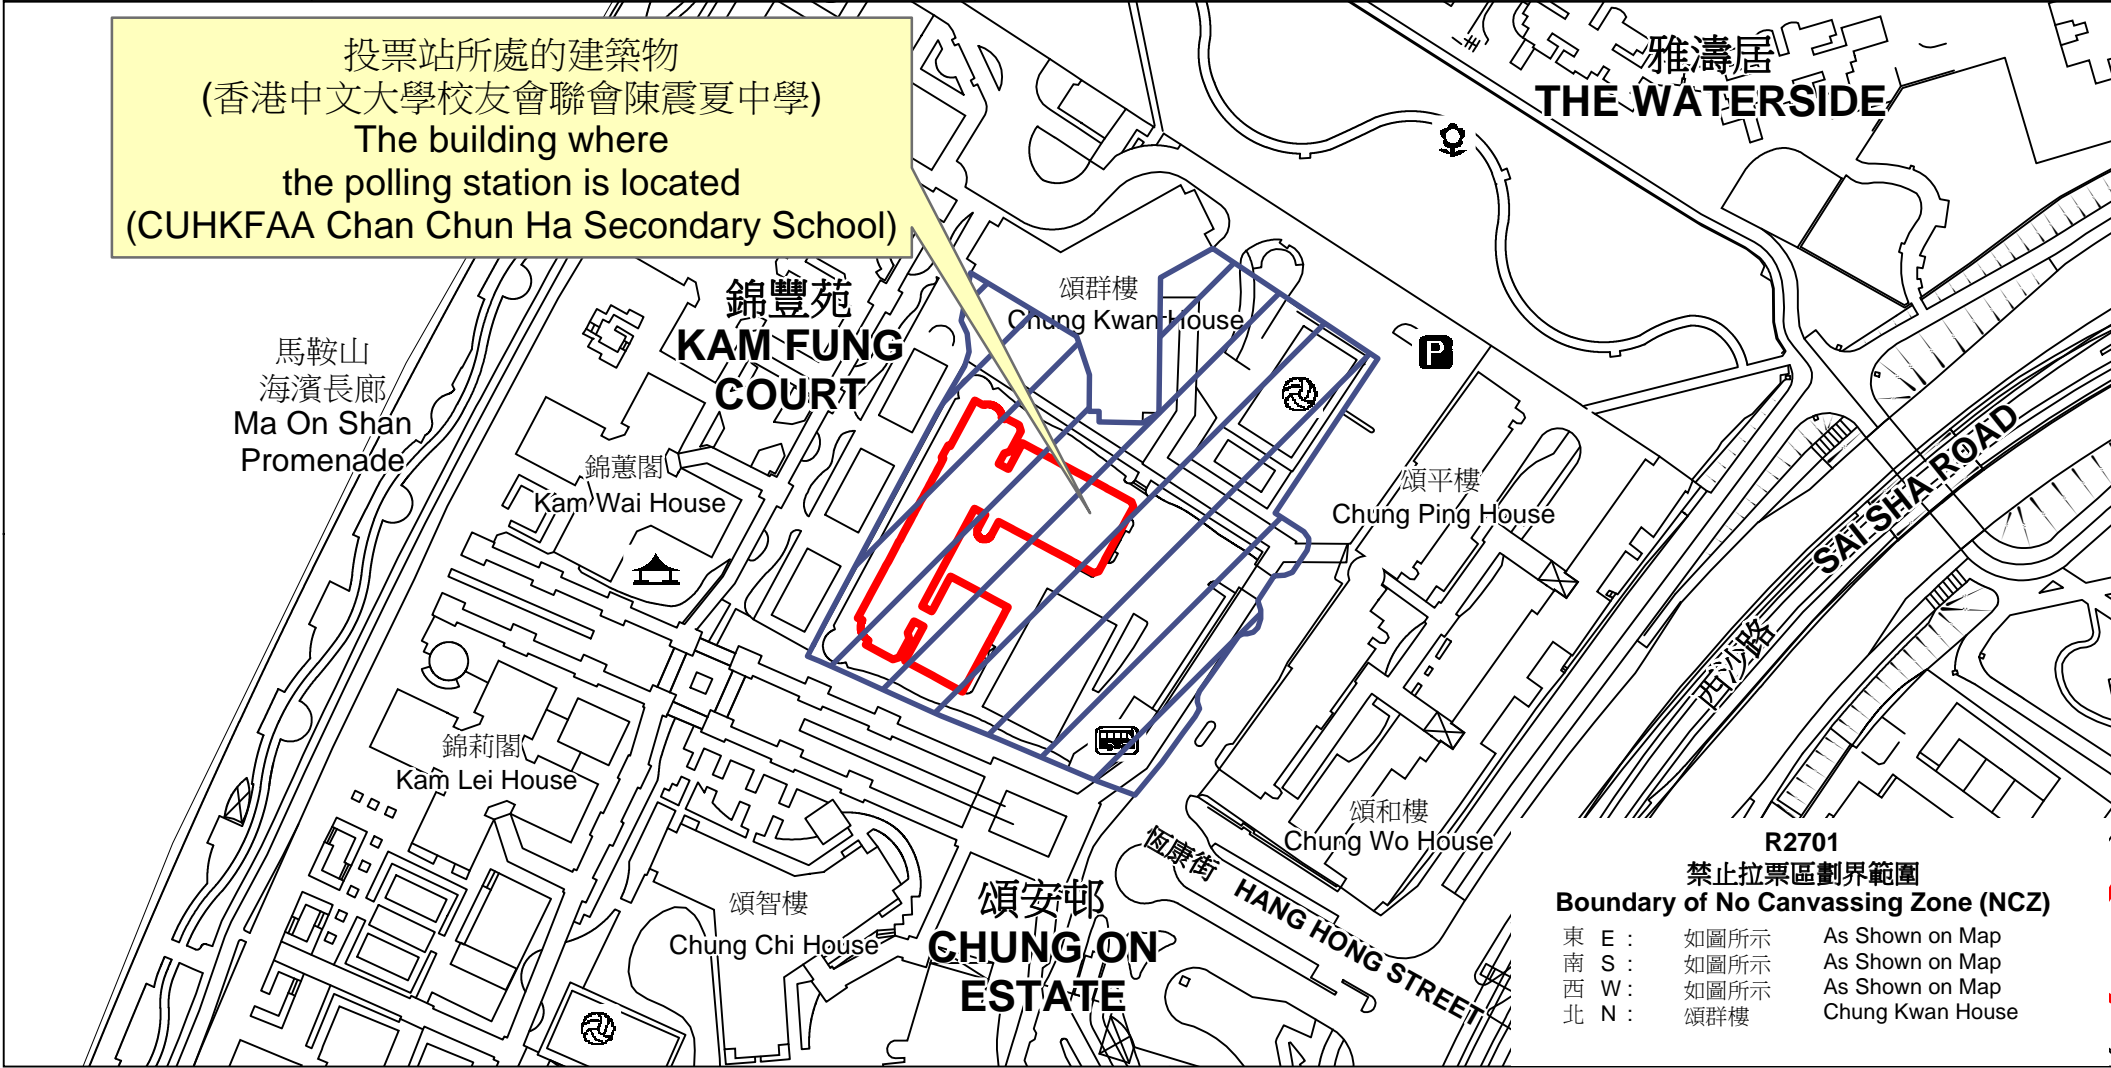 投票站所處的建築物
(香港中文大學校友會聯會陳震夏中學)
The building where
the polling station is located
(CUHKFAA Chan Chun Ha Secondary School)
雅濤居
THE WATERSIDE
錦豐苑
KAM FUNG
COURT
頌群樓
Chung Kwan House
馬鞍山
海濱長廊
Ma On Shan
Promenade
P
錦蕙閣
Kam Wai House
頌平樓
Chung Ping House
SAI SHA ROAD
西沙路
錦莉閣
Kam Lei House
頌和樓
Chung Wo House
恆康街
HANG HONG STREET
頌智樓
Chung Chi House
頌安邨
CHUNG ON
ESTATE
R2701
禁止拉票區劃界範圍
Boundary of No Canvassing Zone (NCZ)
東 E : 如圖所示 As Shown on Map
南 S : 如圖所示 As Shown on Map
西 W : 如圖所示 As Shown on Map
北 N : 頌群樓 Chung Kwan House